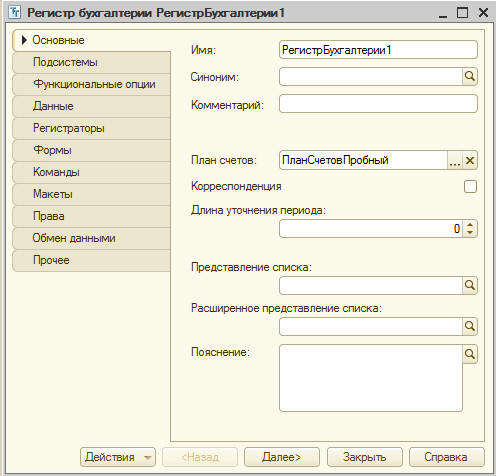 Регистр бухгалтерии РегистрБухгалтерии1
Основные
Подсистемы
Функциональные опции
Данные
Регистраторы
Формы
Команды
Макеты
Права
Обмен данными
Прочее
Имя: РегистрБухгалтерии1
Синоним:
Комментарий:
План счетов: ПланСчетовПробный ...
Корреспонденция
Длина уточнения периода:
0
Представление списка:
Расширенное представление списка:
Пояснение:
Действия <Назад Далее> Закрыть Справка